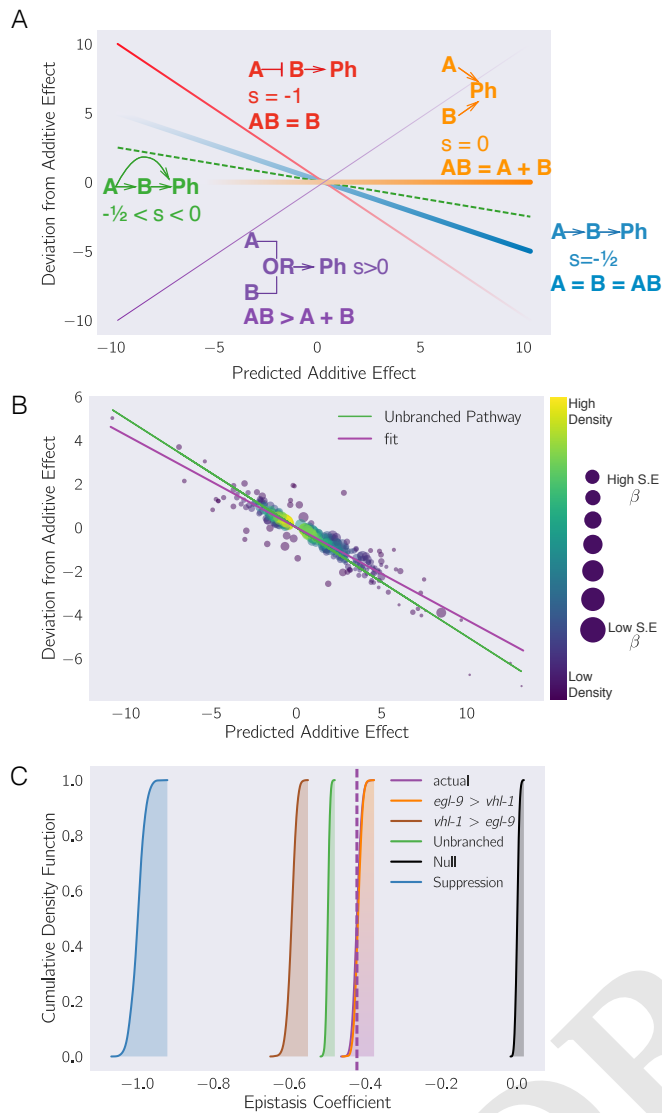 A
Deviation from Additive Effect
10
5
0
−5
−10
A B Ph
s = -1
AB = B
A
Ph
B
s = 0
AB = A + B
A B Ph
-½ < s < 0
A
OR Ph s>0
B
AB > A + B
A B Ph
s=-½
A = B = AB
−10 −5 0 5 10
Predicted Additive Effect
B
Deviation from Additive Effect
6
4
2
0
−2
−4
−6
Unbranched Pathway
fit
−10 −5 0 5 10
Predicted Additive Effect
High
Density
Low
Density
High S.E
β
Low S.E
β
C
Cumulative Density Function
1.0
0.8
0.6
0.4
0.2
0.0
actual
egl-9 > vhl-1
vhl-1 > egl-9
Unbranched
Null
Suppression
−1.0 −0.8 −0.6 −0.4 −0.2 0.0
Epistasis Coefficient